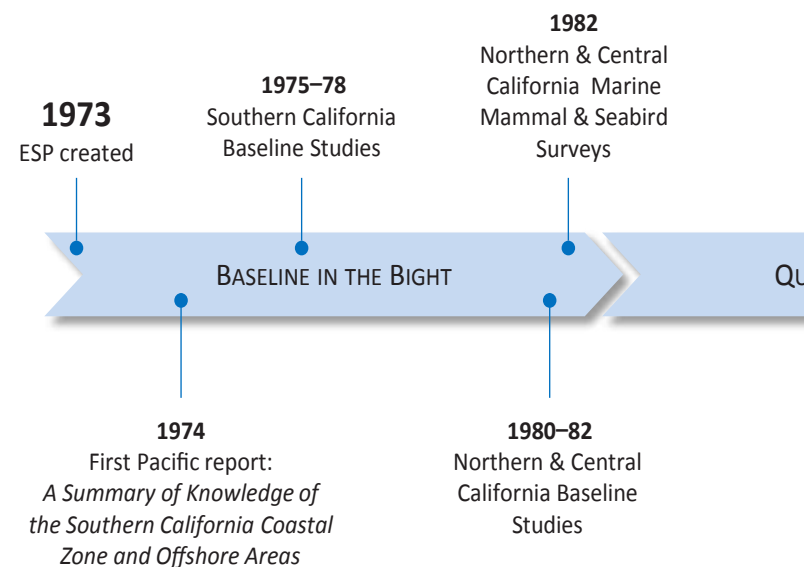 1982
Northern & Central
California Marine
Mammal & Seabird
Surveys
1975–78
Southern California
Baseline Studies
1973
ESP created
BASELINE IN THE BIGHT
1974
First Pacific report:
A Summary of Knowledge of
the Southern California Coastal
Zone and Offshore Areas
1980–82
Northern & Central
California Baseline
Studies